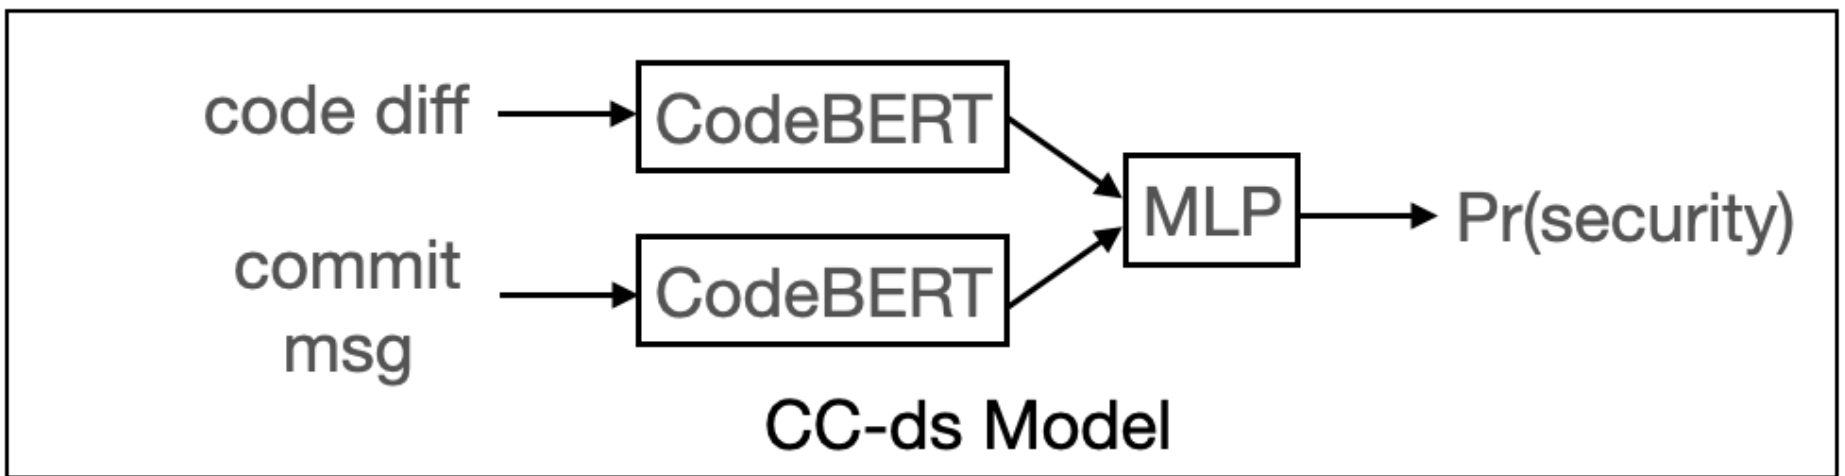 code diff
CodeBERT
commit
msg
CodeBERT
MLP
Pr(security)
CC-ds Model